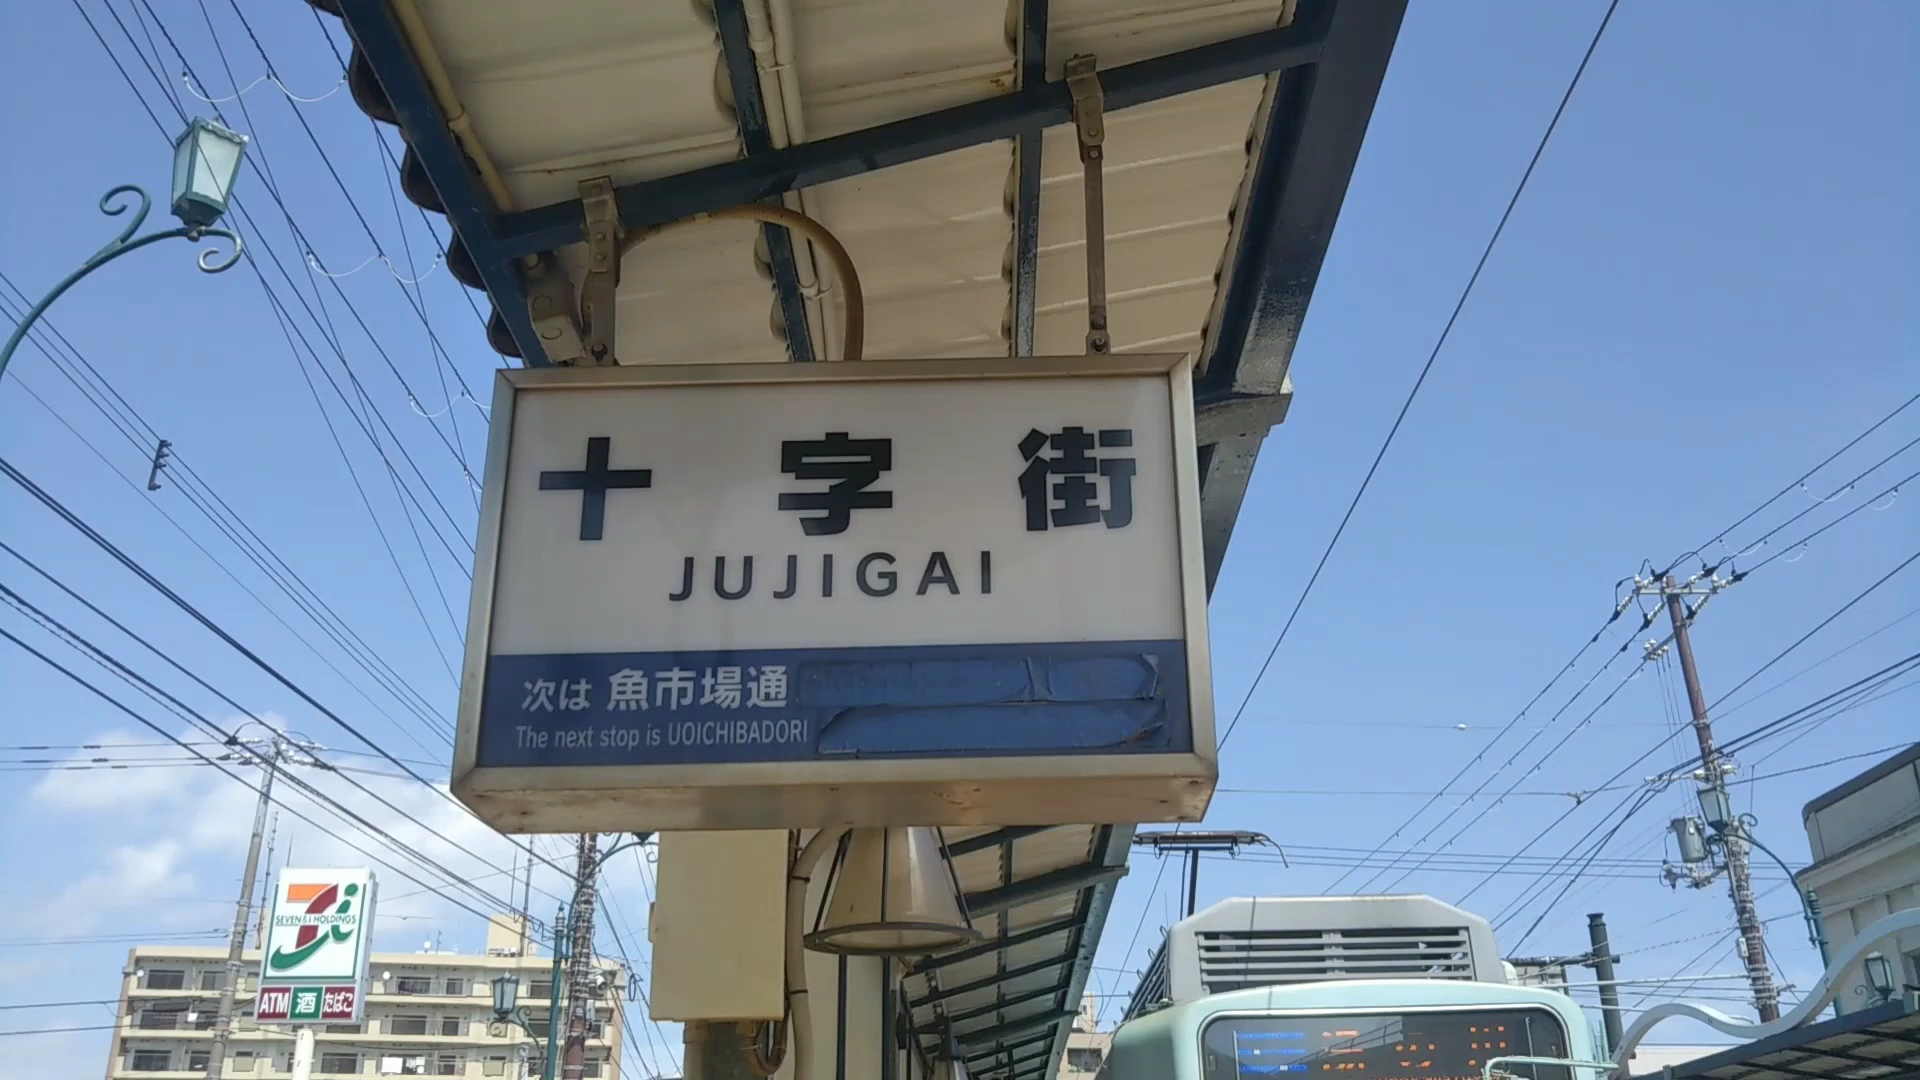 十字街
JUJIGAI
次は 魚市場通
The next stop is UOICHIBADORI
SEVEN&i HOLDINGS
ATM 酒 たばこ